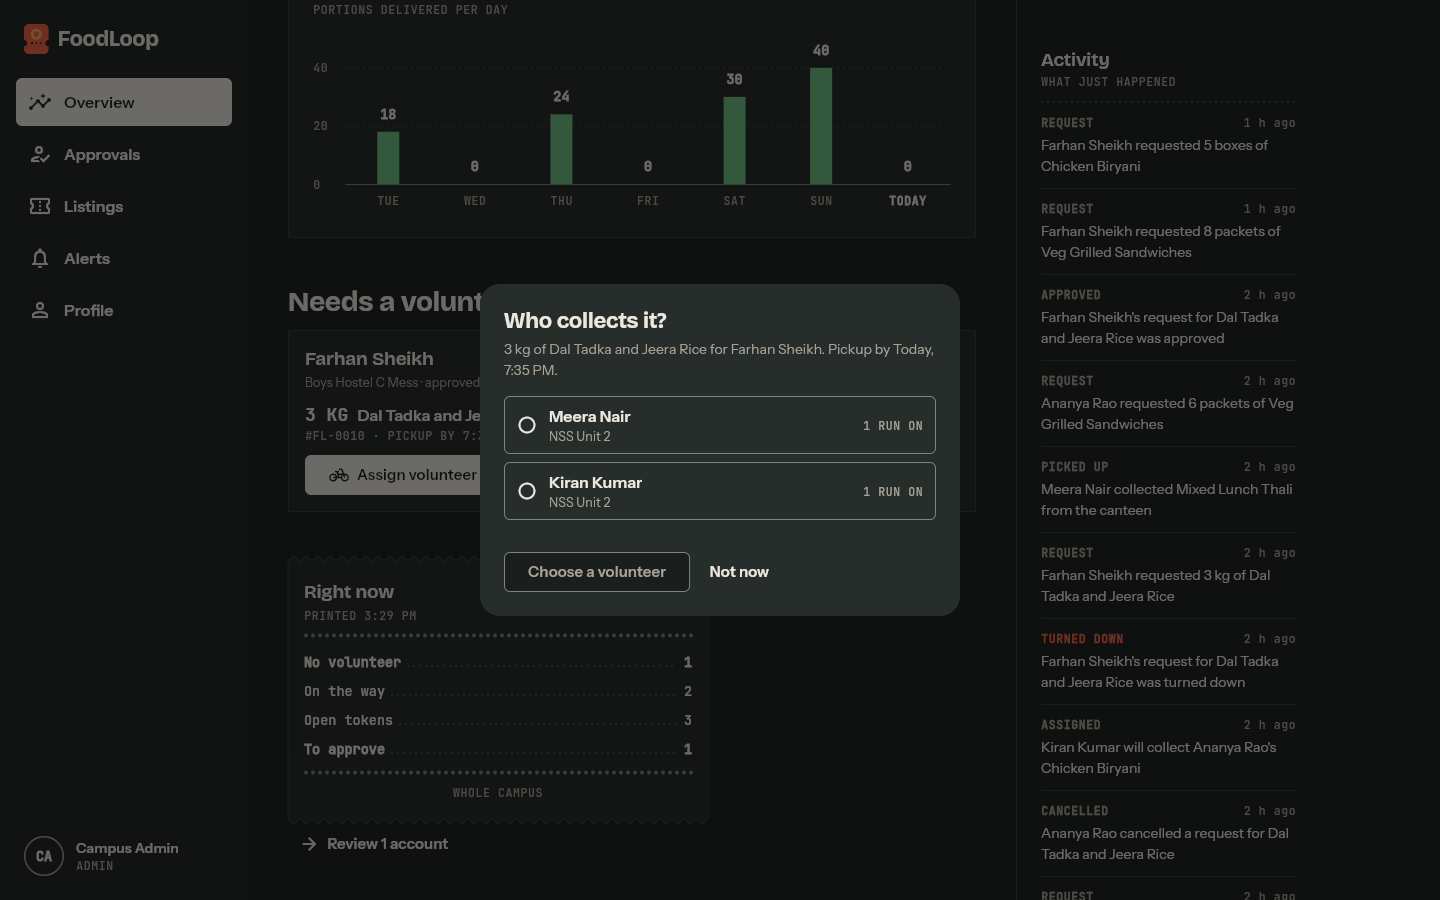 FoodLoop
Overview
Approvals
Listings
Alerts
Profile
CA
Campus Admin
ADMIN
PORTIONS DELIVERED PER DAY
40
20
0
18
0
24
0
30
40
0
TUE
WED
THU
FRI
SAT
SUN
TODAY
Needs a volunt
Farhan Sheikh
Boys Hostel C Mess · approved
3 KG Dal Tadka and Je
#FL-0010 · PICKUP BY 7:3
Assign volunteer
Who collects it?
3 kg of Dal Tadka and Jeera Rice for Farhan Sheikh. Pickup by Today,
7:35 PM.
Meera Nair
NSS Unit 2
1 RUN ON
Kiran Kumar
NSS Unit 2
1 RUN ON
Choose a volunteer
Not now
Right now
PRINTED 3:29 PM
No volunteer 1
On the way 2
Open tokens 3
To approve 1
WHOLE CAMPUS
Review 1 account
Activity
WHAT JUST HAPPENED
REQUEST 1 h ago
Farhan Sheikh requested 5 boxes of
Chicken Biryani
REQUEST 1 h ago
Farhan Sheikh requested 8 packets of
Veg Grilled Sandwiches
APPROVED 2 h ago
Farhan Sheikh's request for Dal Tadka
and Jeera Rice was approved
REQUEST 2 h ago
Ananya Rao requested 6 packets of Veg
Grilled Sandwiches
PICKED UP 2 h ago
Meera Nair collected Mixed Lunch Thali
from the canteen
REQUEST 2 h ago
Farhan Sheikh requested 3 kg of Dal
Tadka and Jeera Rice
TURNED DOWN 2 h ago
Farhan Sheikh's request for Dal Tadka
and Jeera Rice was turned down
ASSIGNED 2 h ago
Kiran Kumar will collect Ananya Rao's
Chicken Biryani
CANCELLED 2 h ago
Ananya Rao cancelled a request for Dal
Tadka and Jeera Rice
REQUEST 2 h ago